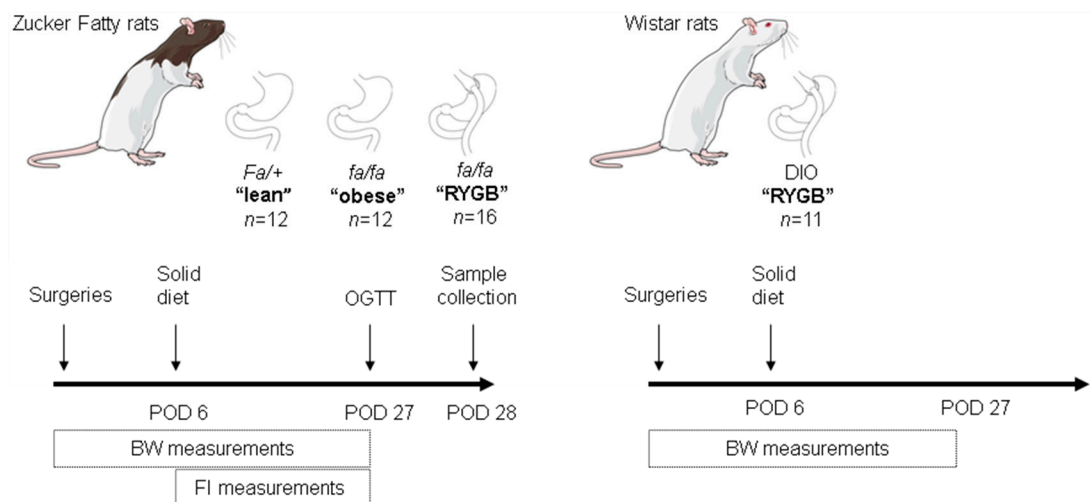 Zucker Fatty rats
Wistar rats
Fa/+
"lean"
n=12
fa/fa
"obese"
n=12
fa/fa
"RYGB"
n=16
DIO
"RYGB"
n=11
Surgeries
Solid
diet
OGTT
Sample
collection
POD 6
POD 27
POD 28
BW measurements
FI measurements
Surgeries
Solid
diet
POD 6
POD 27
BW measurements